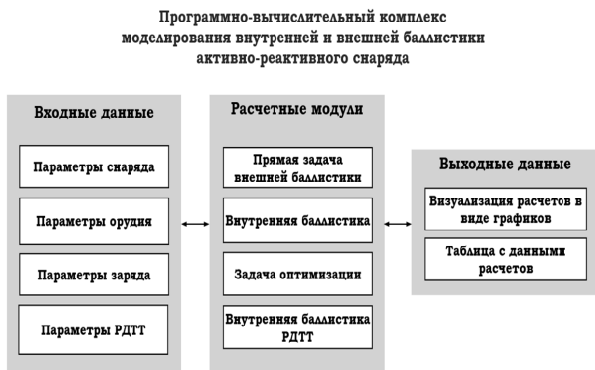 Программно-вычислительный комплекс
моделирования внутренней и внешней баллистики
активно-реактивного снаряда
Входные данные
Параметры снаряда
Параметры орудия
Параметры заряда
Параметры РДТТ
Расчетные модули
Прямая задача
внешней баллистики
Внутренняя баллистика
Задача оптимизации
Внутренняя баллистика
РДТТ
Выходные данные
Визуализация расчетов в
виде графиков
Таблица с данными
расчетов